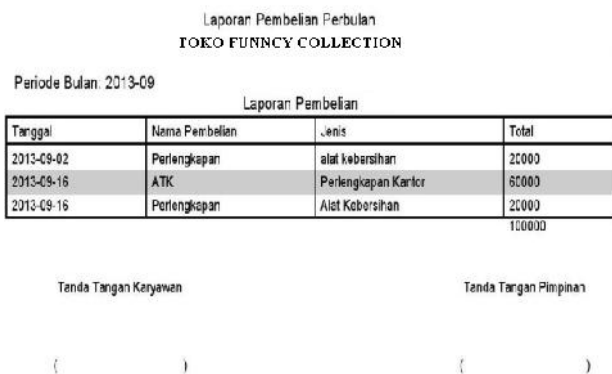 Laporan Pembelian Perbulan
TOKO FUNNCY COLLECTION
Periode Bulan: 2013-09
Laporan Pembelian
Tanggal Nama Pembelian Jenis Total
2013-09-02 Perlengkapan alat kebersihan 20000
2013-09-16 ATK Perlengkapan Kantor 60000
2013-09-16 Perlengkapan Alat Kebersihan 20000
100000
Tanda Tangan Karyawan Tanda Tangan Pimpinan
( ) ( )